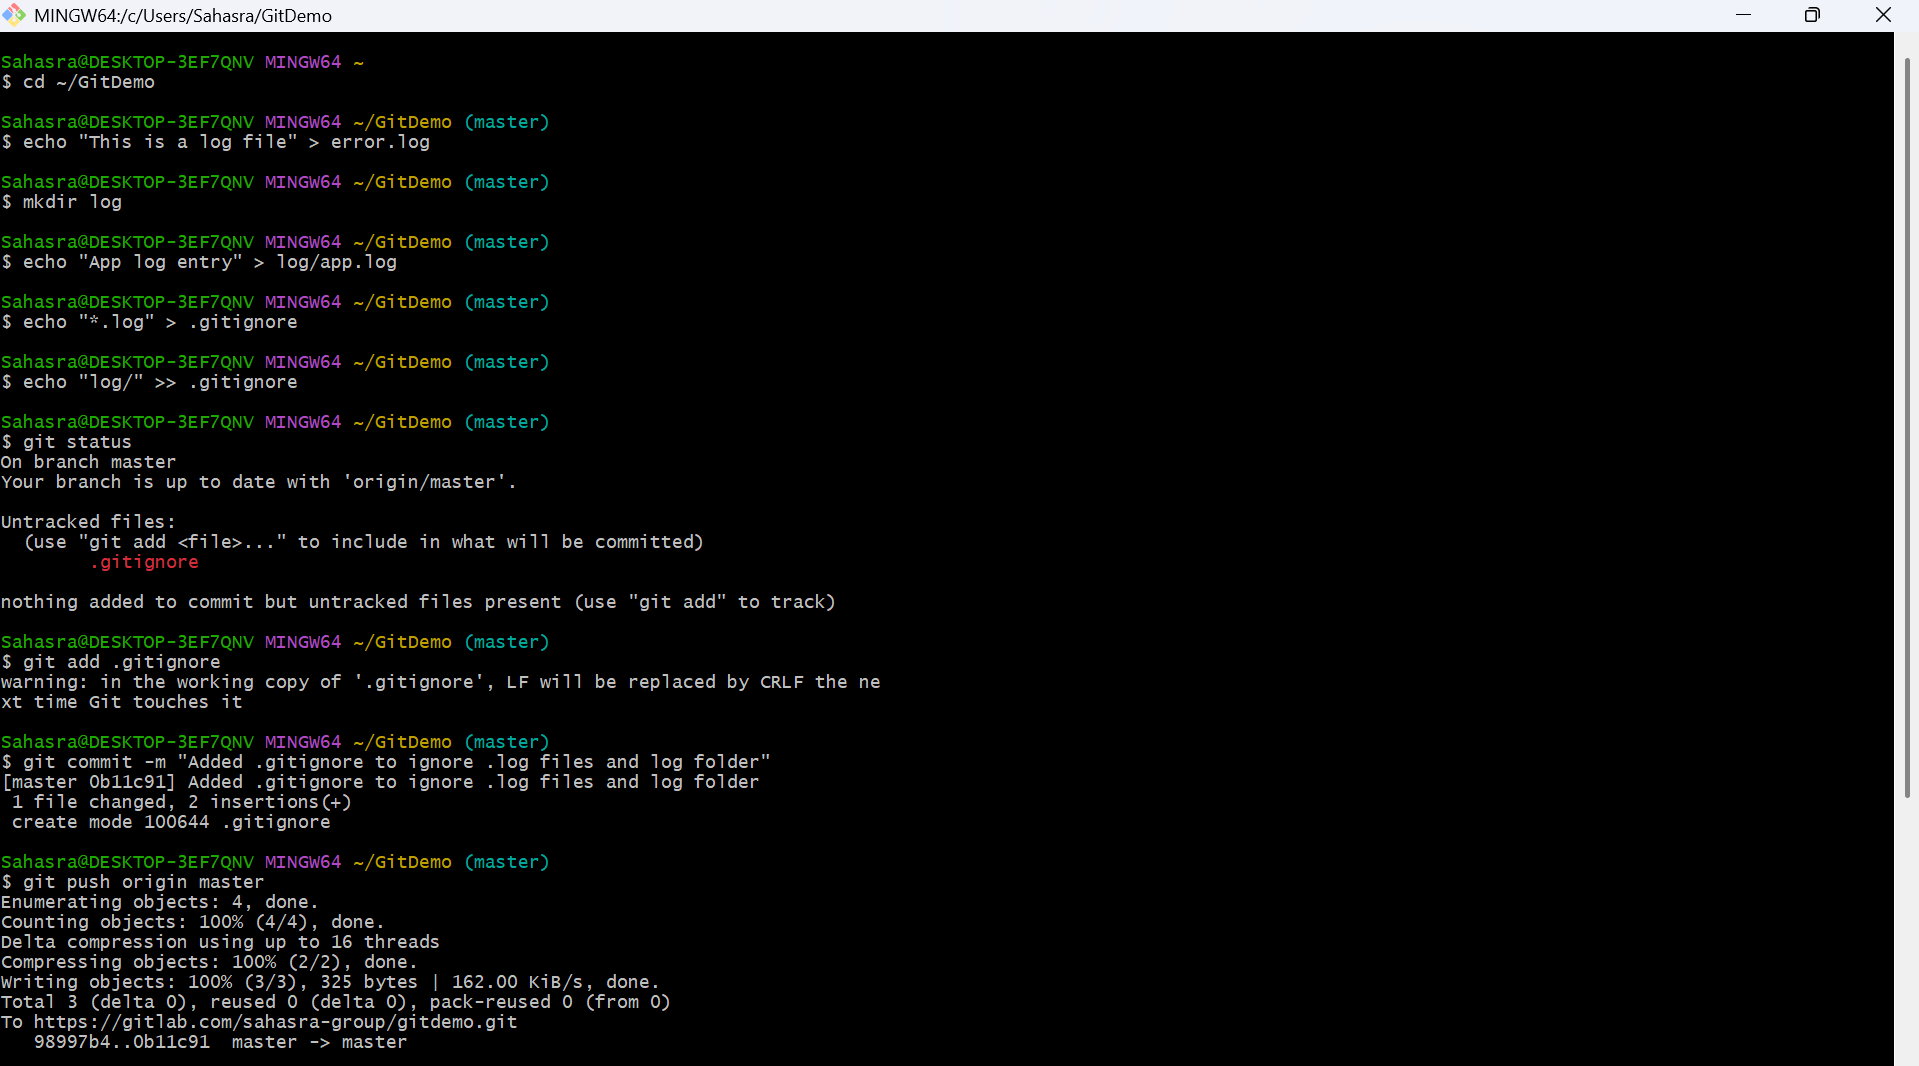 MINGW64:/c/Users/Sahasra/GitDemo
Sahasra@DESKTOP-3EF7QNV MINGW64 ~
$ cd ~/GitDemo
Sahasra@DESKTOP-3EF7QNV MINGW64 ~/GitDemo (master)
$ echo "This is a log file" > error.log
Sahasra@DESKTOP-3EF7QNV MINGW64 ~/GitDemo (master)
$ mkdir log
Sahasra@DESKTOP-3EF7QNV MINGW64 ~/GitDemo (master)
$ echo "App log entry" > log/app.log
Sahasra@DESKTOP-3EF7QNV MINGW64 ~/GitDemo (master)
$ echo "*.log" > .gitignore
Sahasra@DESKTOP-3EF7QNV MINGW64 ~/GitDemo (master)
$ echo "log/" >> .gitignore
Sahasra@DESKTOP-3EF7QNV MINGW64 ~/GitDemo (master)
$ git status
On branch master
Your branch is up to date with 'origin/master'.
Untracked files:
  (use "git add <file>..." to include in what will be committed)
        .gitignore
nothing added to commit but untracked files present (use "git add" to track)
Sahasra@DESKTOP-3EF7QNV MINGW64 ~/GitDemo (master)
$ git add .gitignore
warning: in the working copy of '.gitignore', LF will be replaced by CRLF the ne
xt time Git touches it
Sahasra@DESKTOP-3EF7QNV MINGW64 ~/GitDemo (master)
$ git commit -m "Added .gitignore to ignore .log files and log folder"
[master 0b11c91] Added .gitignore to ignore .log files and log folder
 1 file changed, 2 insertions(+)
 create mode 100644 .gitignore
Sahasra@DESKTOP-3EF7QNV MINGW64 ~/GitDemo (master)
$ git push origin master
Enumerating objects: 4, done.
Counting objects: 100% (4/4), done.
Delta compression using up to 16 threads
Compressing objects: 100% (2/2), done.
Writing objects: 100% (3/3), 325 bytes | 162.00 KiB/s, done.
Total 3 (delta 0), reused 0 (delta 0), pack-reused 0 (from 0)
To https://gitlab.com/sahasra-group/gitdemo.git
   98997b4..0b11c91  master -> master